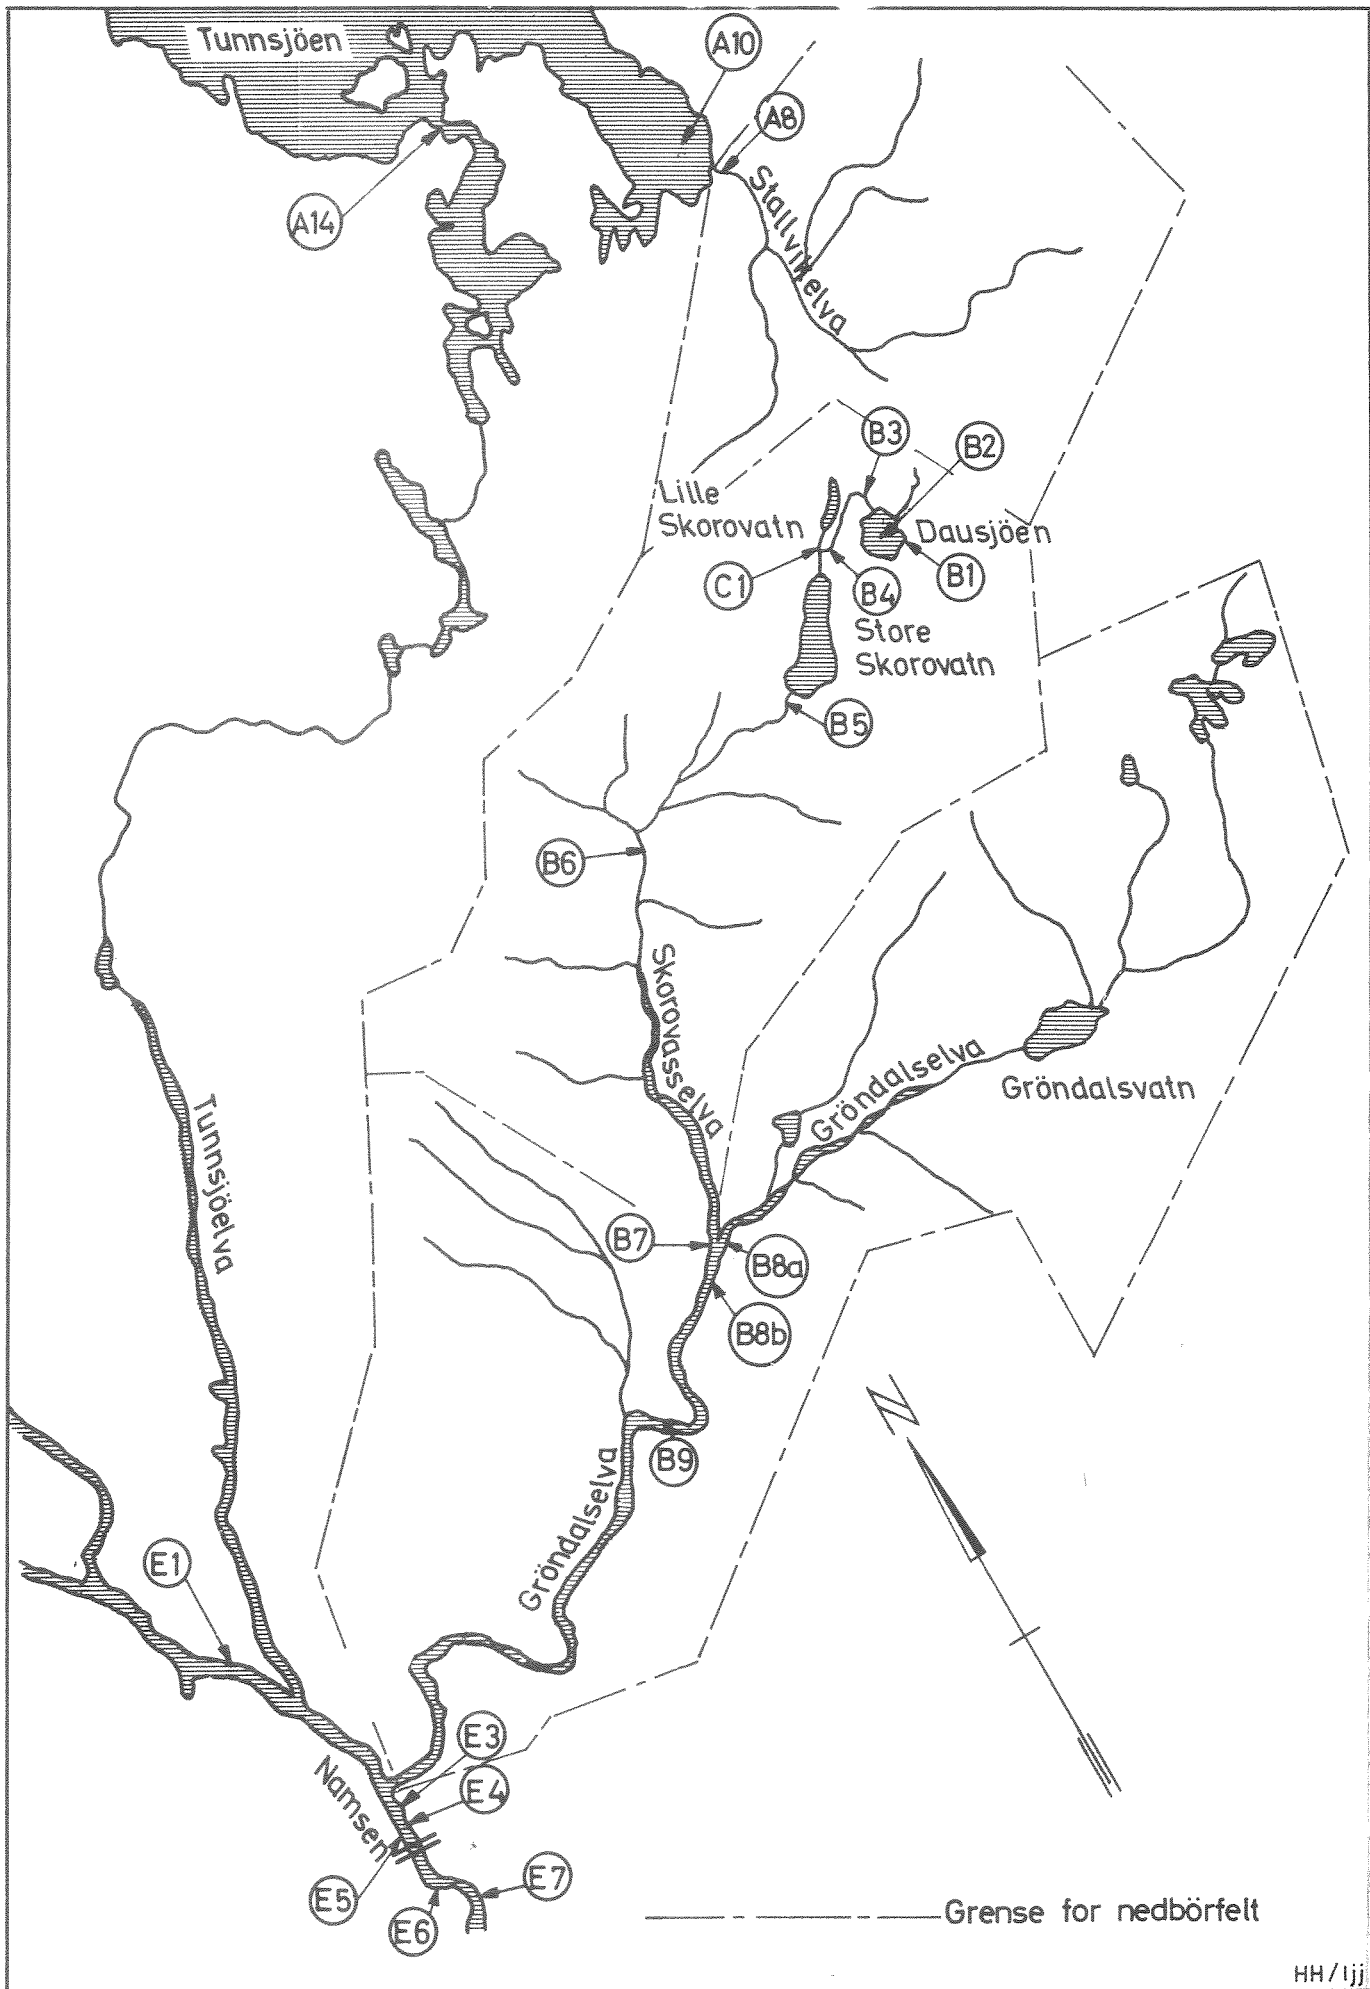 Tunnsjöen
A10
A8
A14
Stallvikelva
B3
B2
Lille
Skorovatn
Dausjöen
C1
B4
B1
Store
Skorovatn
B5
B6
Skorovasselva
Gröndalselva
Gröndalsvatn
Tunnsjöelva
B7
B8a
B8b
N
B9
Gröndalselva
E1
E3
E4
Namsen
E5
E7
E6
Grense for nedbörfelt
HH/ljj